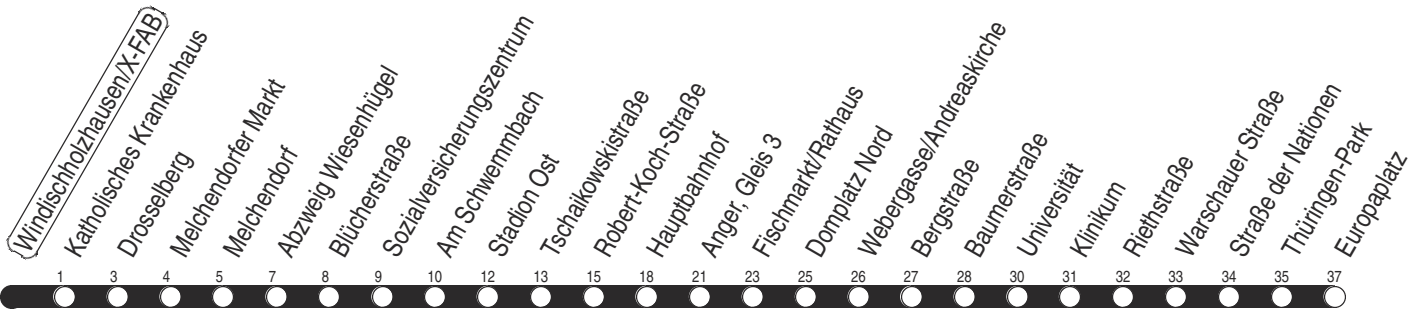 Windischholzhausen/X-FAB
Katholisches Krankenhaus
Drosselberg
Melchendorfer Markt
Melchendorf
Abzweig Wiesenhügel
Blücherstraße
Sozialversicherungszentrum
Am Schwemmbach
Stadion Ost
Tschaikowskistraße
Robert-Koch-Straße
Hauptbahnhof
Anger, Gleis 3
Fischmarkt/Rathaus
Domplatz Nord
Webergasse/Andreaskirche
Bergstraße
Baumerstraße
Universität
Klinikum
Riethstraße
Warschauer Straße
Straße der Nationen
Thüringen-Park
Europaplatz
1 3 4 5 7 8 9 10 12 13 15 18 21 23 25 26 27 28 30 31 32 33 34 35 37